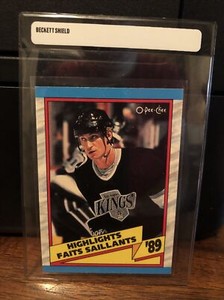 BECKETT SHIELD
O-Pee-Chee
KINGS
HIGHLIGHTS
FAITS SAILLANTS
'89